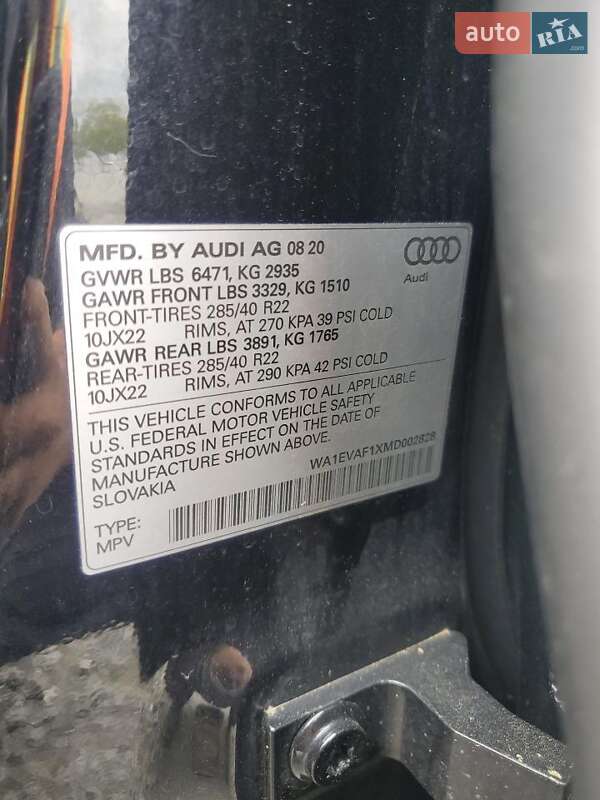 auto RIA .com
MFD. BY AUDI AG 08 20
Audi
GVWR LBS 6471, KG 2935
GAWR FRONT LBS 3329, KG 1510
FRONT-TIRES 285/40 R22
10JX22 RIMS, AT 270 KPA 39 PSI COLD
GAWR REAR LBS 3891, KG 1765
REAR-TIRES 285/40 R22
10JX22 RIMS, AT 290 KPA 42 PSI COLD
THIS VEHICLE CONFORMS TO ALL APPLICABLE
U.S. FEDERAL MOTOR VEHICLE SAFETY
STANDARDS IN EFFECT ON THE DATE OF
MANUFACTURE SHOWN ABOVE.
SLOVAKIA
WA1EVAF1XMD002828
TYPE:
MPV